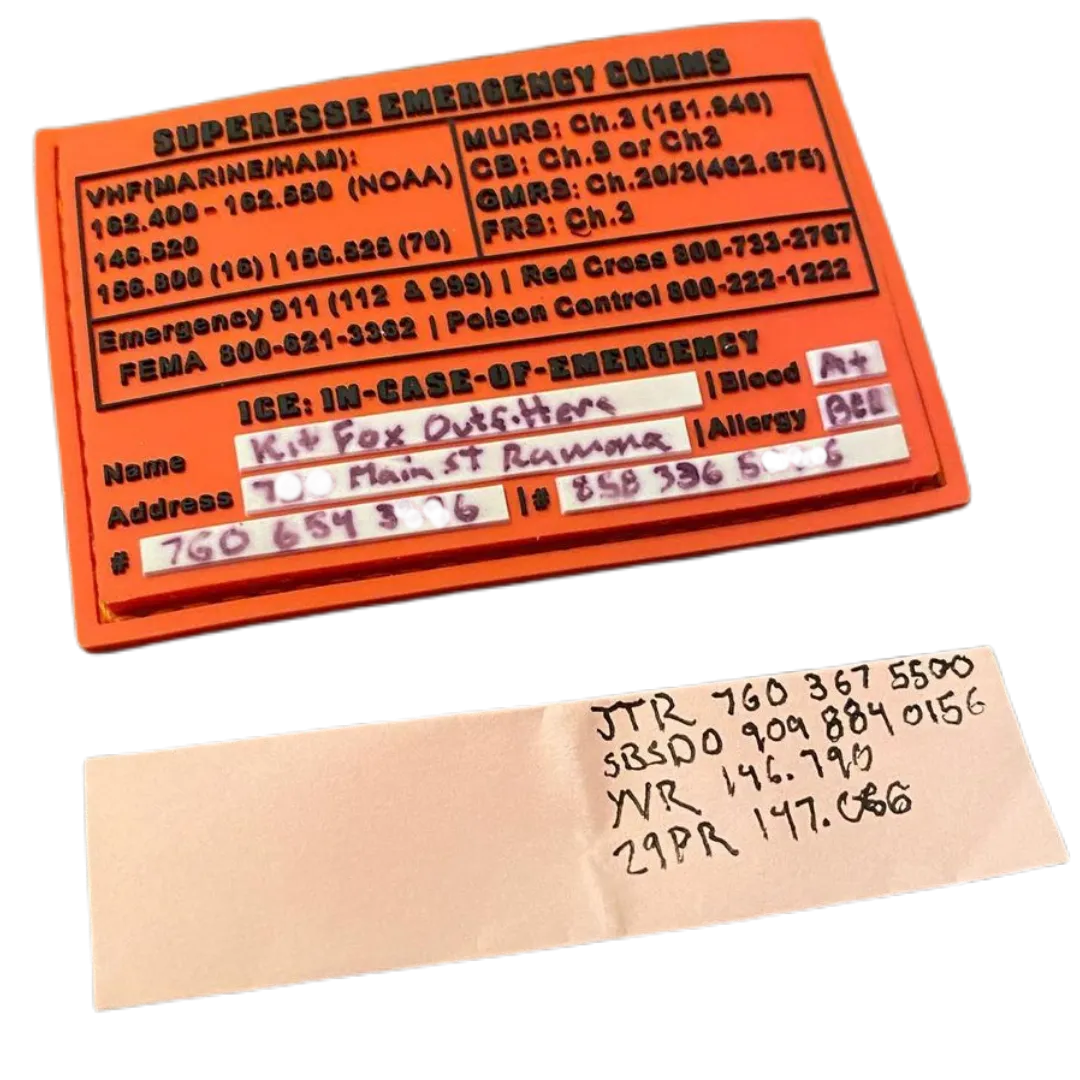 SUPERESSE EMERGENCY COMMS
VHF(MARINE/HAM):
162.400 - 162.550 (NOAA)
146.520
156.800 (16) | 156.525 (70)
MURS: Ch.3 (151.940)
CB: Ch.9 or Ch3
GMRS: Ch.20/3(462.675)
FRS: Ch.3
Emergency 911 (112 & 999) | Red Cross 800-733-2767
FEMA 800-621-3362 | Poison Control 800-222-1222
ICE: IN-CASE-OF-EMERGENCY
Name Kit Fox Outfitters | Blood A+
Address Main St Ramona | Allergy
# 760 654 | # 858 336
JTR 760 367 5500
SBSDO 909 884 0156
YVR 146.790
29PR